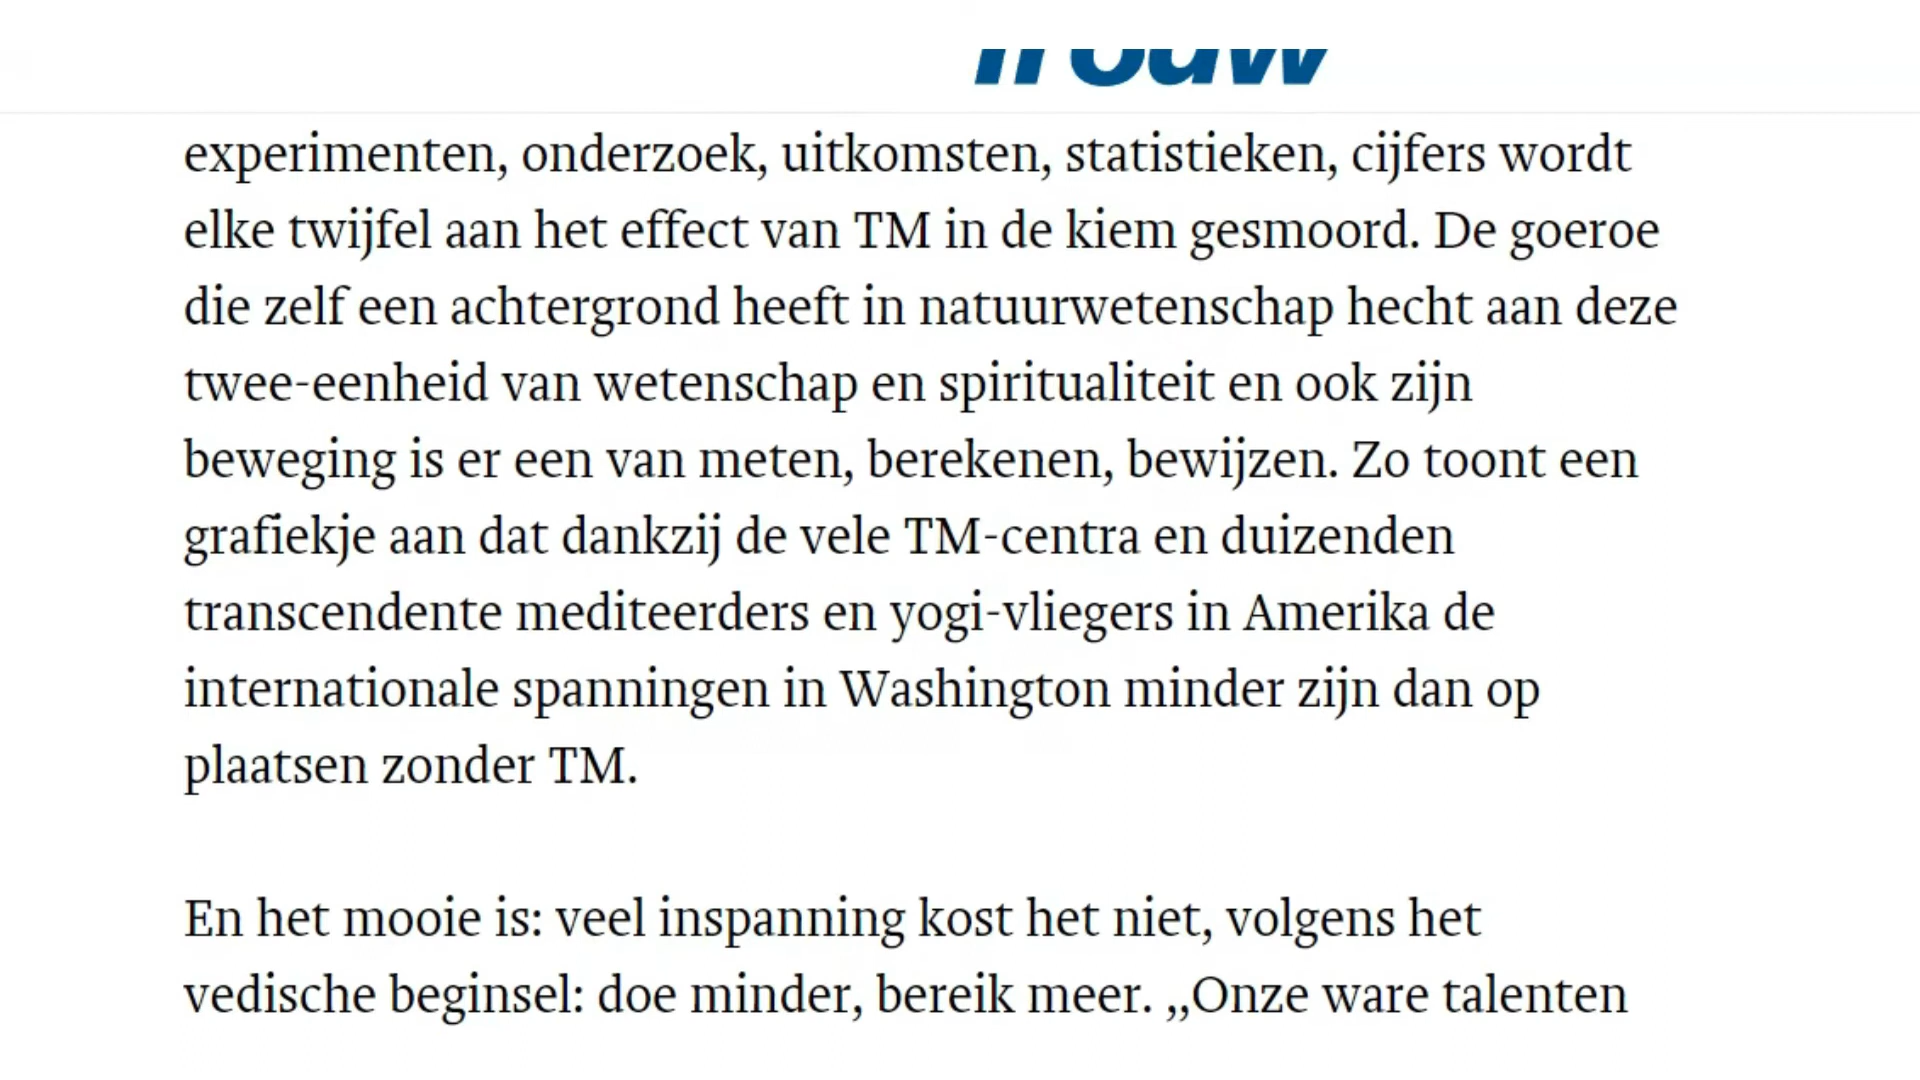 Trouw
experimenten, onderzoek, uitkomsten, statistieken, cijfers wordt
elke twijfel aan het effect van TM in de kiem gesmoord. De goeroe
die zelf een achtergrond heeft in natuurwetenschap hecht aan deze
twee-eenheid van wetenschap en spiritualiteit en ook zijn
beweging is er een van meten, berekenen, bewijzen. Zo toont een
grafiekje aan dat dankzij de vele TM-centra en duizenden
transcendente mediteerders en yogi-vliegers in Amerika de
internationale spanningen in Washington minder zijn dan op
plaatsen zonder TM.
En het mooie is: veel inspanning kost het niet, volgens het
vedische beginsel: doe minder, bereik meer. ,,Onze ware talenten